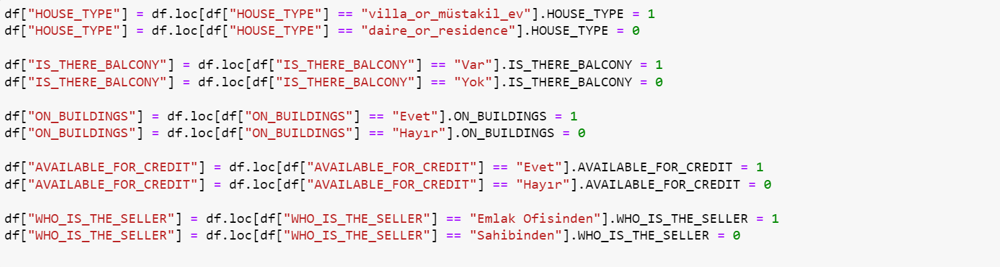 df["HOUSE_TYPE"] = df.loc[df["HOUSE_TYPE"] == "villa_or_müstakil_ev"].HOUSE_TYPE = 1
df["HOUSE_TYPE"] = df.loc[df["HOUSE_TYPE"] == "daire_or_residence"].HOUSE_TYPE = 0
df["IS_THERE_BALCONY"] = df.loc[df["IS_THERE_BALCONY"] == "Var"].IS_THERE_BALCONY = 1
df["IS_THERE_BALCONY"] = df.loc[df["IS_THERE_BALCONY"] == "Yok"].IS_THERE_BALCONY = 0
df["ON_BUILDINGS"] = df.loc[df["ON_BUILDINGS"] == "Evet"].ON_BUILDINGS = 1
df["ON_BUILDINGS"] = df.loc[df["ON_BUILDINGS"] == "Hayır"].ON_BUILDINGS = 0
df["AVAILABLE_FOR_CREDIT"] = df.loc[df["AVAILABLE_FOR_CREDIT"] == "Evet"].AVAILABLE_FOR_CREDIT = 1
df["AVAILABLE_FOR_CREDIT"] = df.loc[df["AVAILABLE_FOR_CREDIT"] == "Hayır"].AVAILABLE_FOR_CREDIT = 0
df["WHO_IS_THE_SELLER"] = df.loc[df["WHO_IS_THE_SELLER"] == "Emlak Ofisinden"].WHO_IS_THE_SELLER = 1
df["WHO_IS_THE_SELLER"] = df.loc[df["WHO_IS_THE_SELLER"] == "Sahibinden"].WHO_IS_THE_SELLER = 0